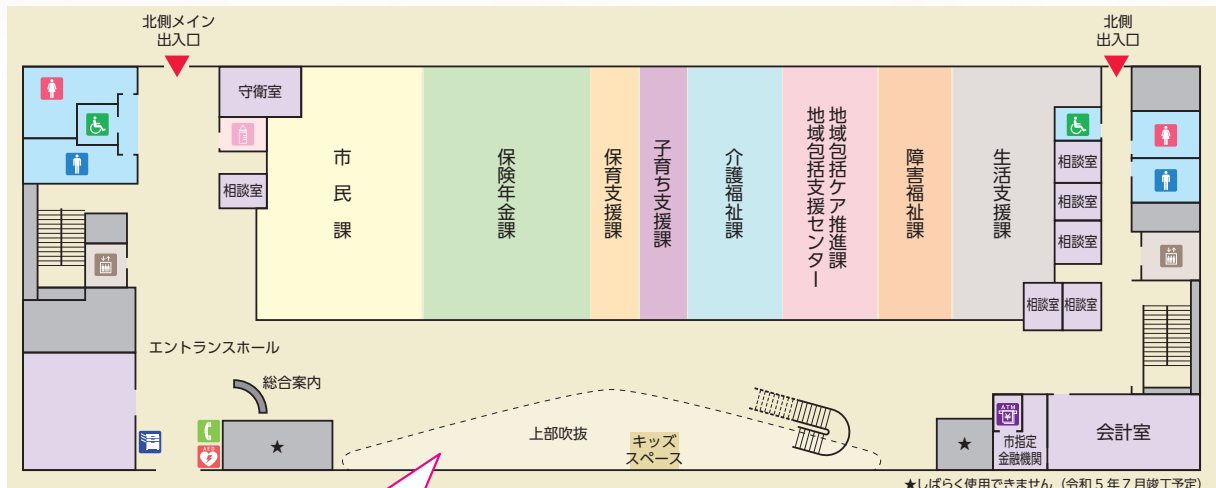 北側メイン
出入口
北側
出入口
守衛室
相談室
市民課
保険年金課
保育支援課
子育ち支援課
介護福祉課
地域包括ケア推進課
地域包括支援センター
障害福祉課
生活支援課
相談室
相談室
相談室
相談室
相談室
エントランスホール
総合案内
AED
★
上部吹抜
キッズ
スペース
★
ATM
市指定
金融機関
会計室
★しばらく使用できません（令和5年7月竣工予定）